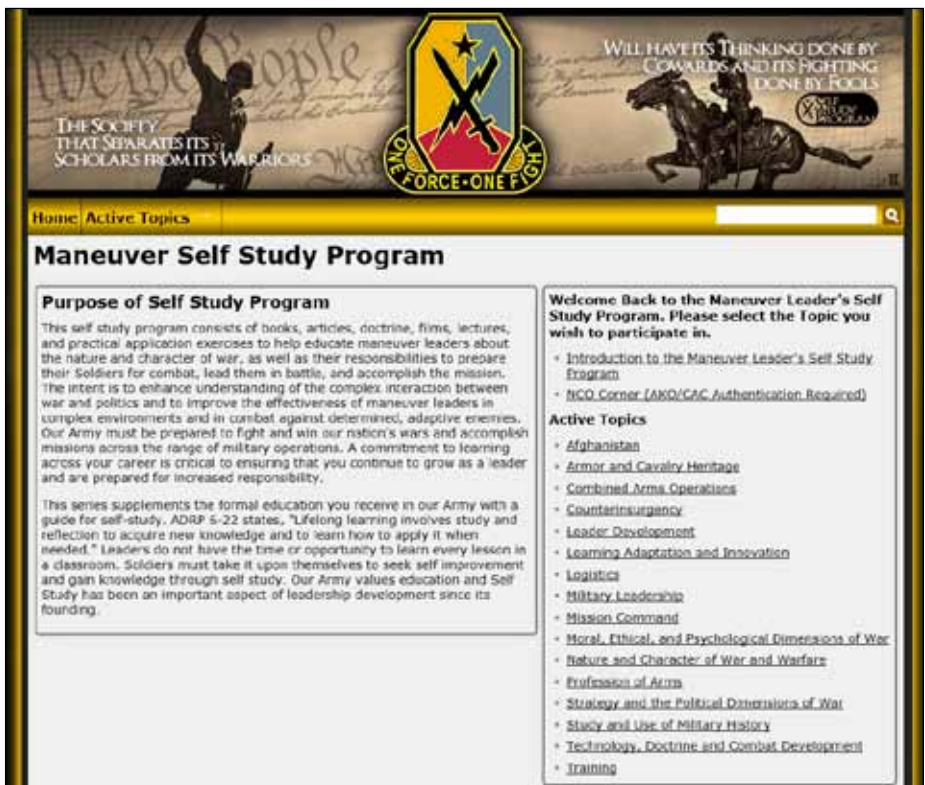 We the People
THE SOCIETY
THAT SEPARATES ITS
SCHOLARS FROM ITS WARRIORS
WILL HAVE ITS THINKING DONE BY
COWARDS AND ITS FIGHTING
DONE BY FOOLS
SELF
STUDY
PROGRAM
ONE FORCE•ONE FIGHT
Home Active Topics
Maneuver Self Study Program
Purpose of Self Study Program
This self study program consists of books, articles, doctrine, films, lectures,
and practical application exercises to help educate maneuver leaders about
the nature and character of war, as well as their responsibilities to prepare
their Soldiers for combat, lead them in battle, and accomplish the mission.
The intent is to enhance understanding of the complex interaction between
war and politics and to improve the effectiveness of maneuver leaders in
complex environments and in combat against determined, adaptive enemies.
Our Army must be prepared to fight and win our nation's wars and accomplish
missions across the range of military operations. A commitment to learning
across your career is critical to ensuring that you continue to grow as a leader
and are prepared for increased responsibility.
This series supplements the formal education you receive in our Army with a
guide for self-study. ADRP 6-22 states, "Lifelong learning involves study and
reflection to acquire new knowledge and to learn how to apply it when
needed." Leaders do not have the time or opportunity to learn every lesson in
a classroom. Soldiers must take it upon themselves to seek self improvement
and gain knowledge through self study. Our Army values education and Self
Study has been an important aspect of leadership development since its
founding.
Welcome Back to the Maneuver Leader's Self
Study Program. Please select the Topic you
wish to participate in.
Introduction to the Maneuver Leader's Self Study
Program
NCO Corner (AKO/CAC Authentication Required)
Active Topics
Afghanistan
Armor and Cavalry Heritage
Combined Arms Operations
Counterinsurgency
Leader Development
Learning Adaptation and Innovation
Logistics
Military Leadership
Mission Command
Moral, Ethical, and Psychological Dimensions of War
Nature and Character of War and Warfare
Profession of Arms
Strategy and the Political Dimensions of War
Study and Use of Military History
Technology, Doctrine and Combat Development
Training